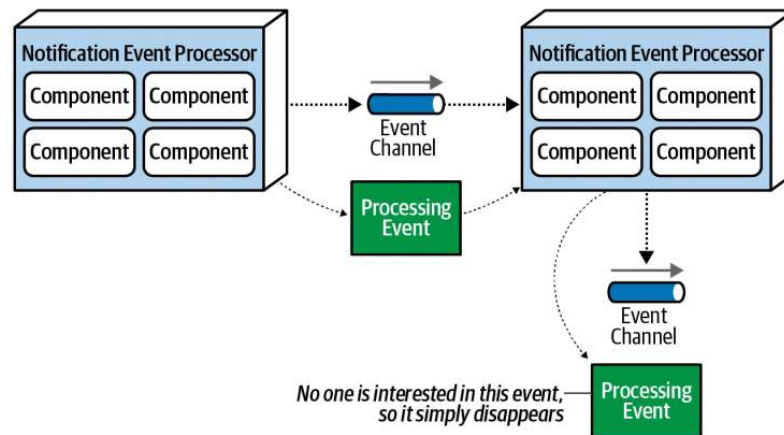 Notification Event Processor
Component Component
Component Component
Event
Channel
Processing
Event
Notification Event Processor
Component Component
Component Component
Event
Channel
No one is interested in this event,
so it simply disappears
Processing
Event